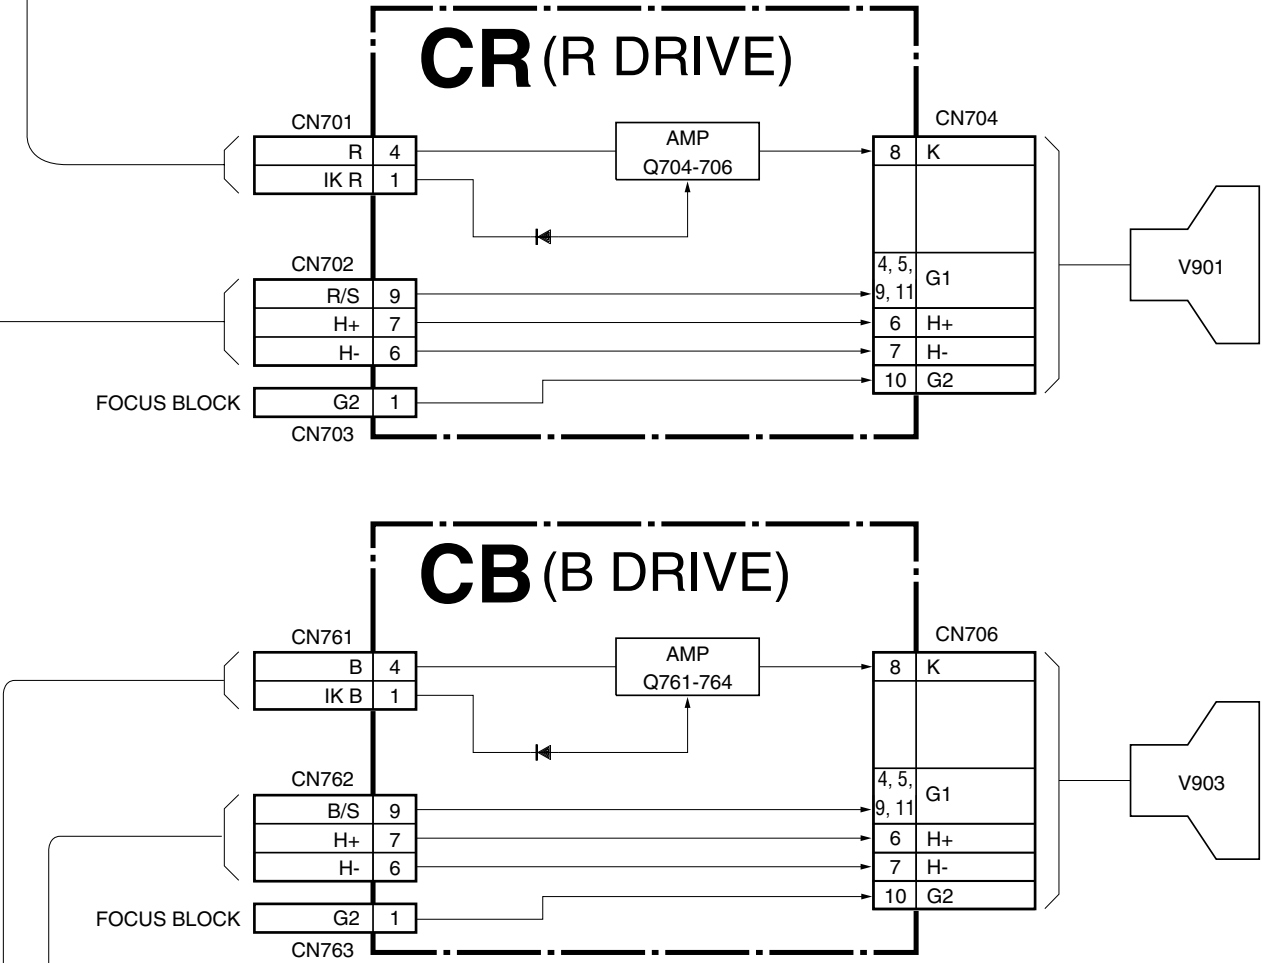 CR (R DRIVE)
CN701
R 4
IK R 1
AMP
Q704-706
CN704
8 K
CN702
R/S 9
H+ 7
H- 6
4, 5,
9, 11 G1
6 H+
7 H-
10 G2
V901
FOCUS BLOCK G2 1
CN703
CB (B DRIVE)
CN761
B 4
IK B 1
AMP
Q761-764
CN706
8 K
CN762
B/S 9
H+ 7
H- 6
4, 5,
9, 11 G1
6 H+
7 H-
10 G2
V903
FOCUS BLOCK G2 1
CN763